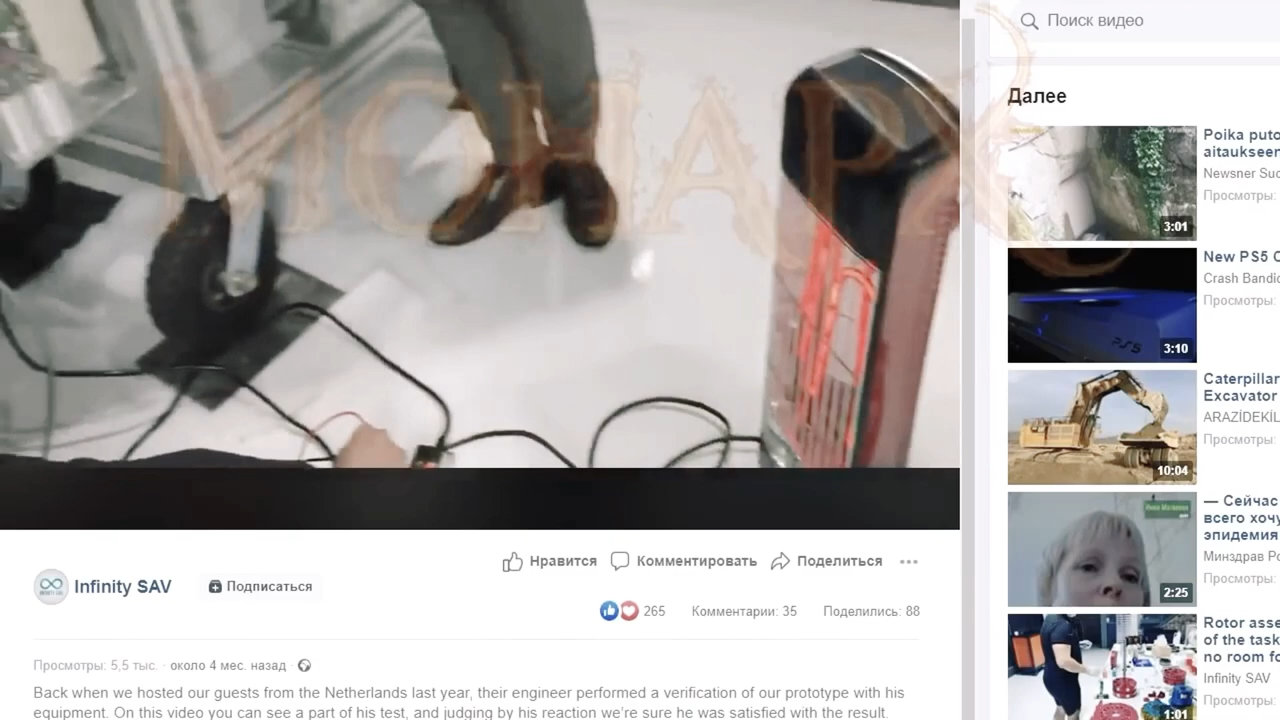 МОНАРХ
Поиск видео
Далее
Poika puto
aitaukseen
Newsner Suo
Просмотры:
3:01
New PS5 C
Crash Bandic
Просмотры:
PS5
3:10
Caterpillar
Excavator
ARAZİDEKİL
Просмотры:
10:04
— Сейчас
всего хочу
эпидемия
Минздрав Ро
Просмотры:
2:25
Rotor asse
of the task
no room fo
Infinity SAV
Просмотры:
1:01
Нравится Комментировать Поделиться
Infinity SAV Подписаться
265 Комментарии: 35 Поделились: 88
Просмотры: 5,5 тыс. · около 4 мес. назад ·
Back when we hosted our guests from the Netherlands last year, their engineer performed a verification of our prototype with his
equipment. On this video you can see a part of his test, and judging by his reaction we're sure he was satisfied with the result.